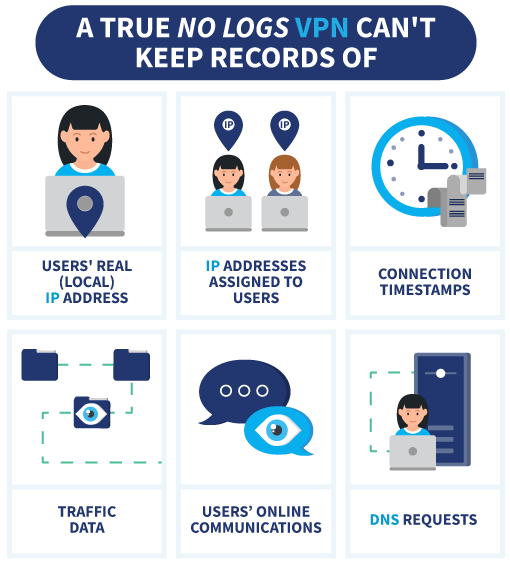 A TRUE NO LOGS VPN CAN'T
KEEP RECORDS OF
IP
IP
USERS' REAL
(LOCAL)
IP ADDRESS
IP ADDRESSES
ASSIGNED TO
USERS
CONNECTION
TIMESTAMPS
TRAFFIC
DATA
USERS’ ONLINE
COMMUNICATIONS
DNS REQUESTS